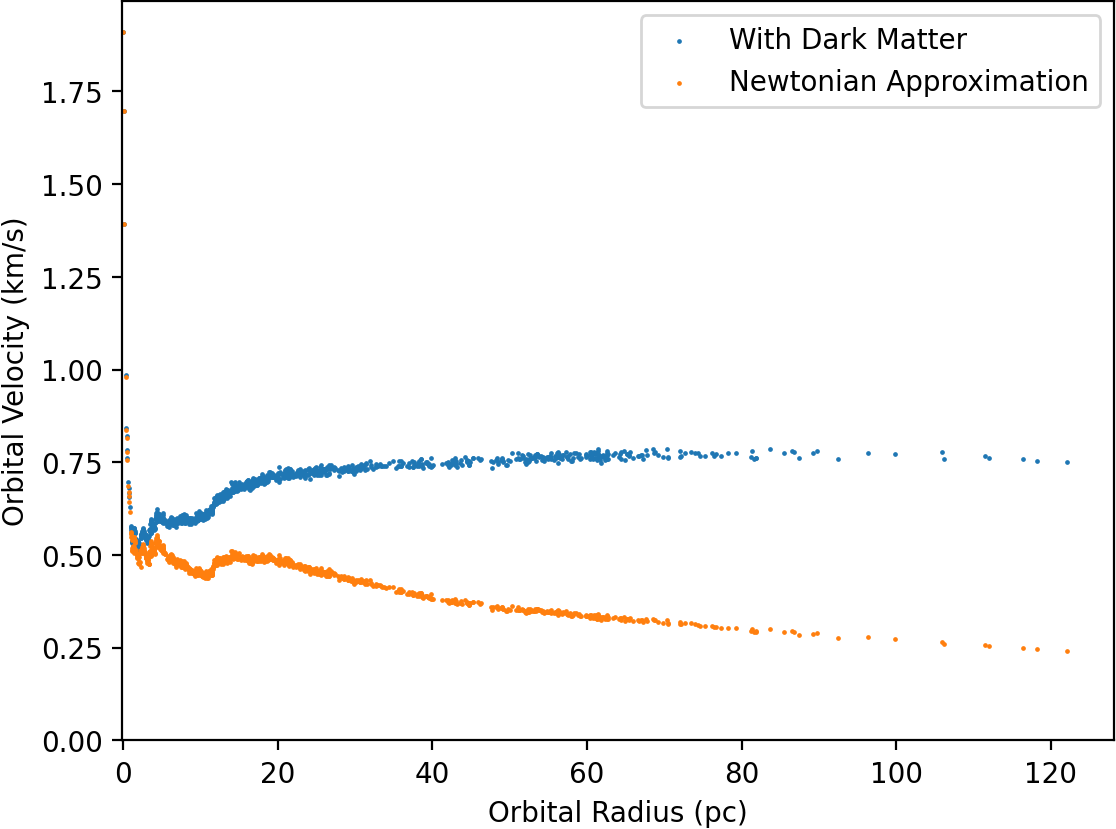 With Dark Matter
Newtonian Approximation
1.75
1.50
1.25
1.00
0.75
0.50
0.25
0.00
Orbital Velocity (km/s)
0 20 40 60 80 100 120
Orbital Radius (pc)